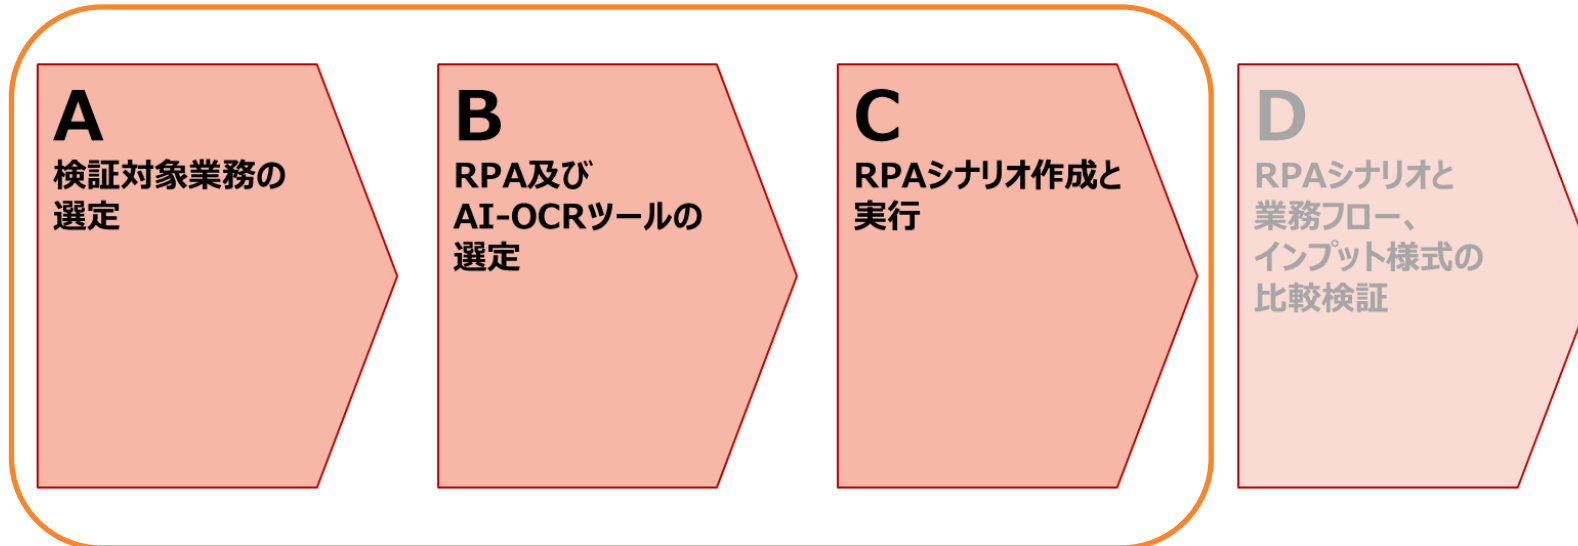 A
検証対象業務の
選定
B
RPA及び
AI-OCRツールの
選定
C
RPAシナリオ作成と
実行
D
RPAシナリオと
業務フロー、
インプット様式の
比較検証